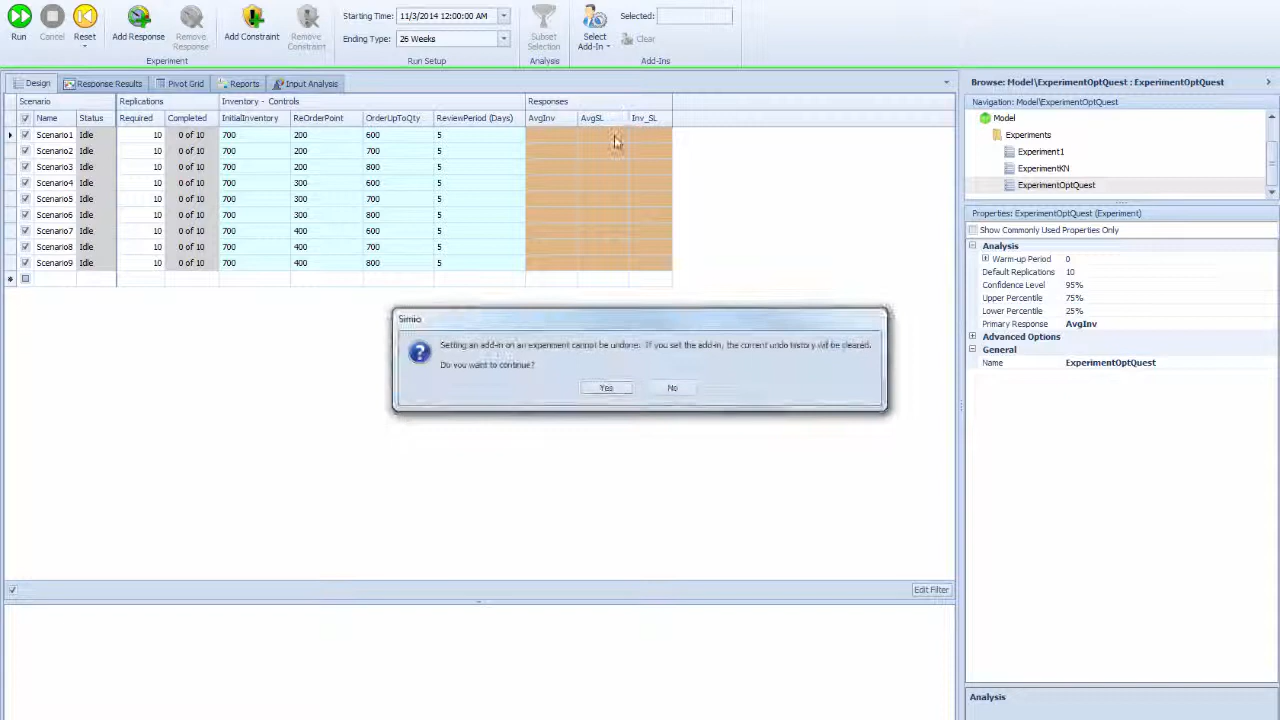 Run
Cancel
Reset
Add Response
Remove Response
Add Constraint
Remove Constraint
Experiment
Starting Time: 11/3/2014 12:00:00 AM
Ending Type: 26 Weeks
Run Setup
Subset Selection
Analysis
Select Add-In
Selected:
Clear
Add-Ins
Design
Response Results
Pivot Grid
Reports
Input Analysis
Scenario Replications Inventory - Controls Responses
Name Status Required Completed InitialInventory ReOrderPoint OrderUpToQty ReviewPeriod (Days) AvgInv AvgSL Inv_SL
Scenario1 Idle 10 0 of 10 700 200 600 5
Scenario2 Idle 10 0 of 10 700 200 700 5
Scenario3 Idle 10 0 of 10 700 200 800 5
Scenario4 Idle 10 0 of 10 700 300 600 5
Scenario5 Idle 10 0 of 10 700 300 700 5
Scenario6 Idle 10 0 of 10 700 300 800 5
Scenario7 Idle 10 0 of 10 700 400 600 5
Scenario8 Idle 10 0 of 10 700 400 700 5
Scenario9 Idle 10 0 of 10 700 400 800 5
Simio
Setting an add-in on an experiment cannot be undone. If you set the add-in, the current undo history will be cleared.
Do you want to continue?
Yes No
Edit Filter
Browse: Model\ExperimentOptQuest : ExperimentOptQuest
Navigation: Model\ExperimentOptQuest
Model
Experiments
Experiment1
ExperimentKN
ExperimentOptQuest
Properties: ExperimentOptQuest (Experiment)
Show Commonly Used Properties Only
Analysis
Warm-up Period 0
Default Replications 10
Confidence Level 95%
Upper Percentile 75%
Lower Percentile 25%
Primary Response AvgInv
Advanced Options
General
Name ExperimentOptQuest
Analysis